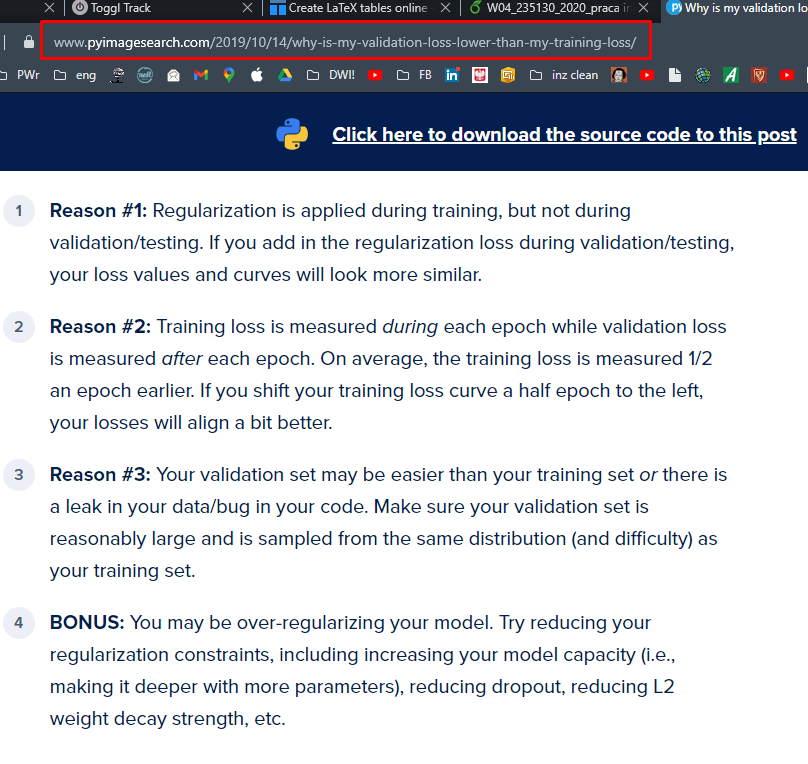 Toggl Track
Create LaTeX tables online -
W04_235130_2020_praca in
Why is my validation lo
www.pyimagesearch.com/2019/10/14/why-is-my-validation-loss-lower-than-my-training-loss/
PWr
eng
DWI!
FB
inz clean
Click here to download the source code to this post
1
Reason #1: Regularization is applied during training, but not during
validation/testing. If you add in the regularization loss during validation/testing,
your loss values and curves will look more similar.
2
Reason #2: Training loss is measured during each epoch while validation loss
is measured after each epoch. On average, the training loss is measured 1/2
an epoch earlier. If you shift your training loss curve a half epoch to the left,
your losses will align a bit better.
3
Reason #3: Your validation set may be easier than your training set or there is
a leak in your data/bug in your code. Make sure your validation set is
reasonably large and is sampled from the same distribution (and difficulty) as
your training set.
4
BONUS: You may be over-regularizing your model. Try reducing your
regularization constraints, including increasing your model capacity (i.e.,
making it deeper with more parameters), reducing dropout, reducing L2
weight decay strength, etc.